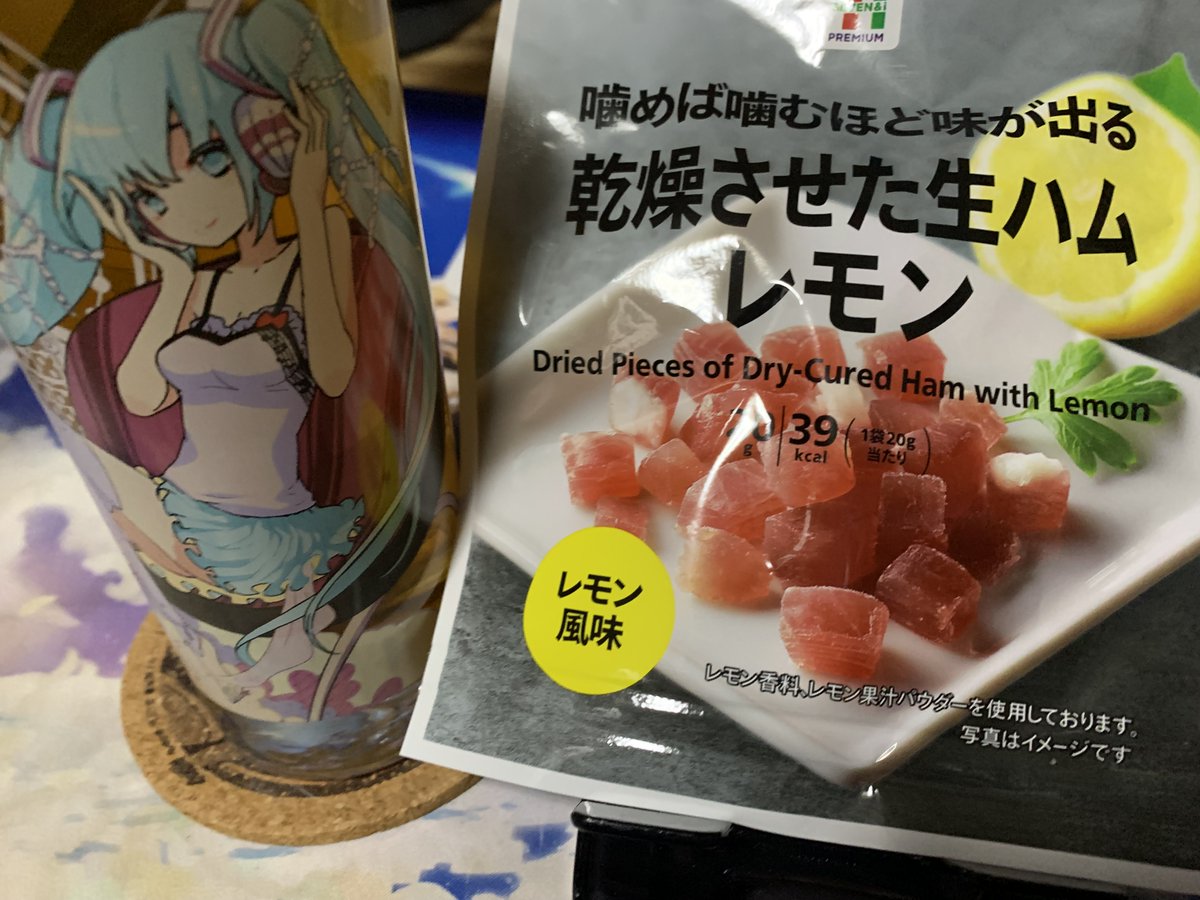 PREMIUM
噛めば噛むほど味が出る
乾燥させた生ハム
レモン
Dried Pieces of Dry-Cured Ham with Lemon
20g 39kcal (1袋20g当たり)
レモン
風味
レモン香料、レモン果汁パウダーを使用しております。
写真はイメージです